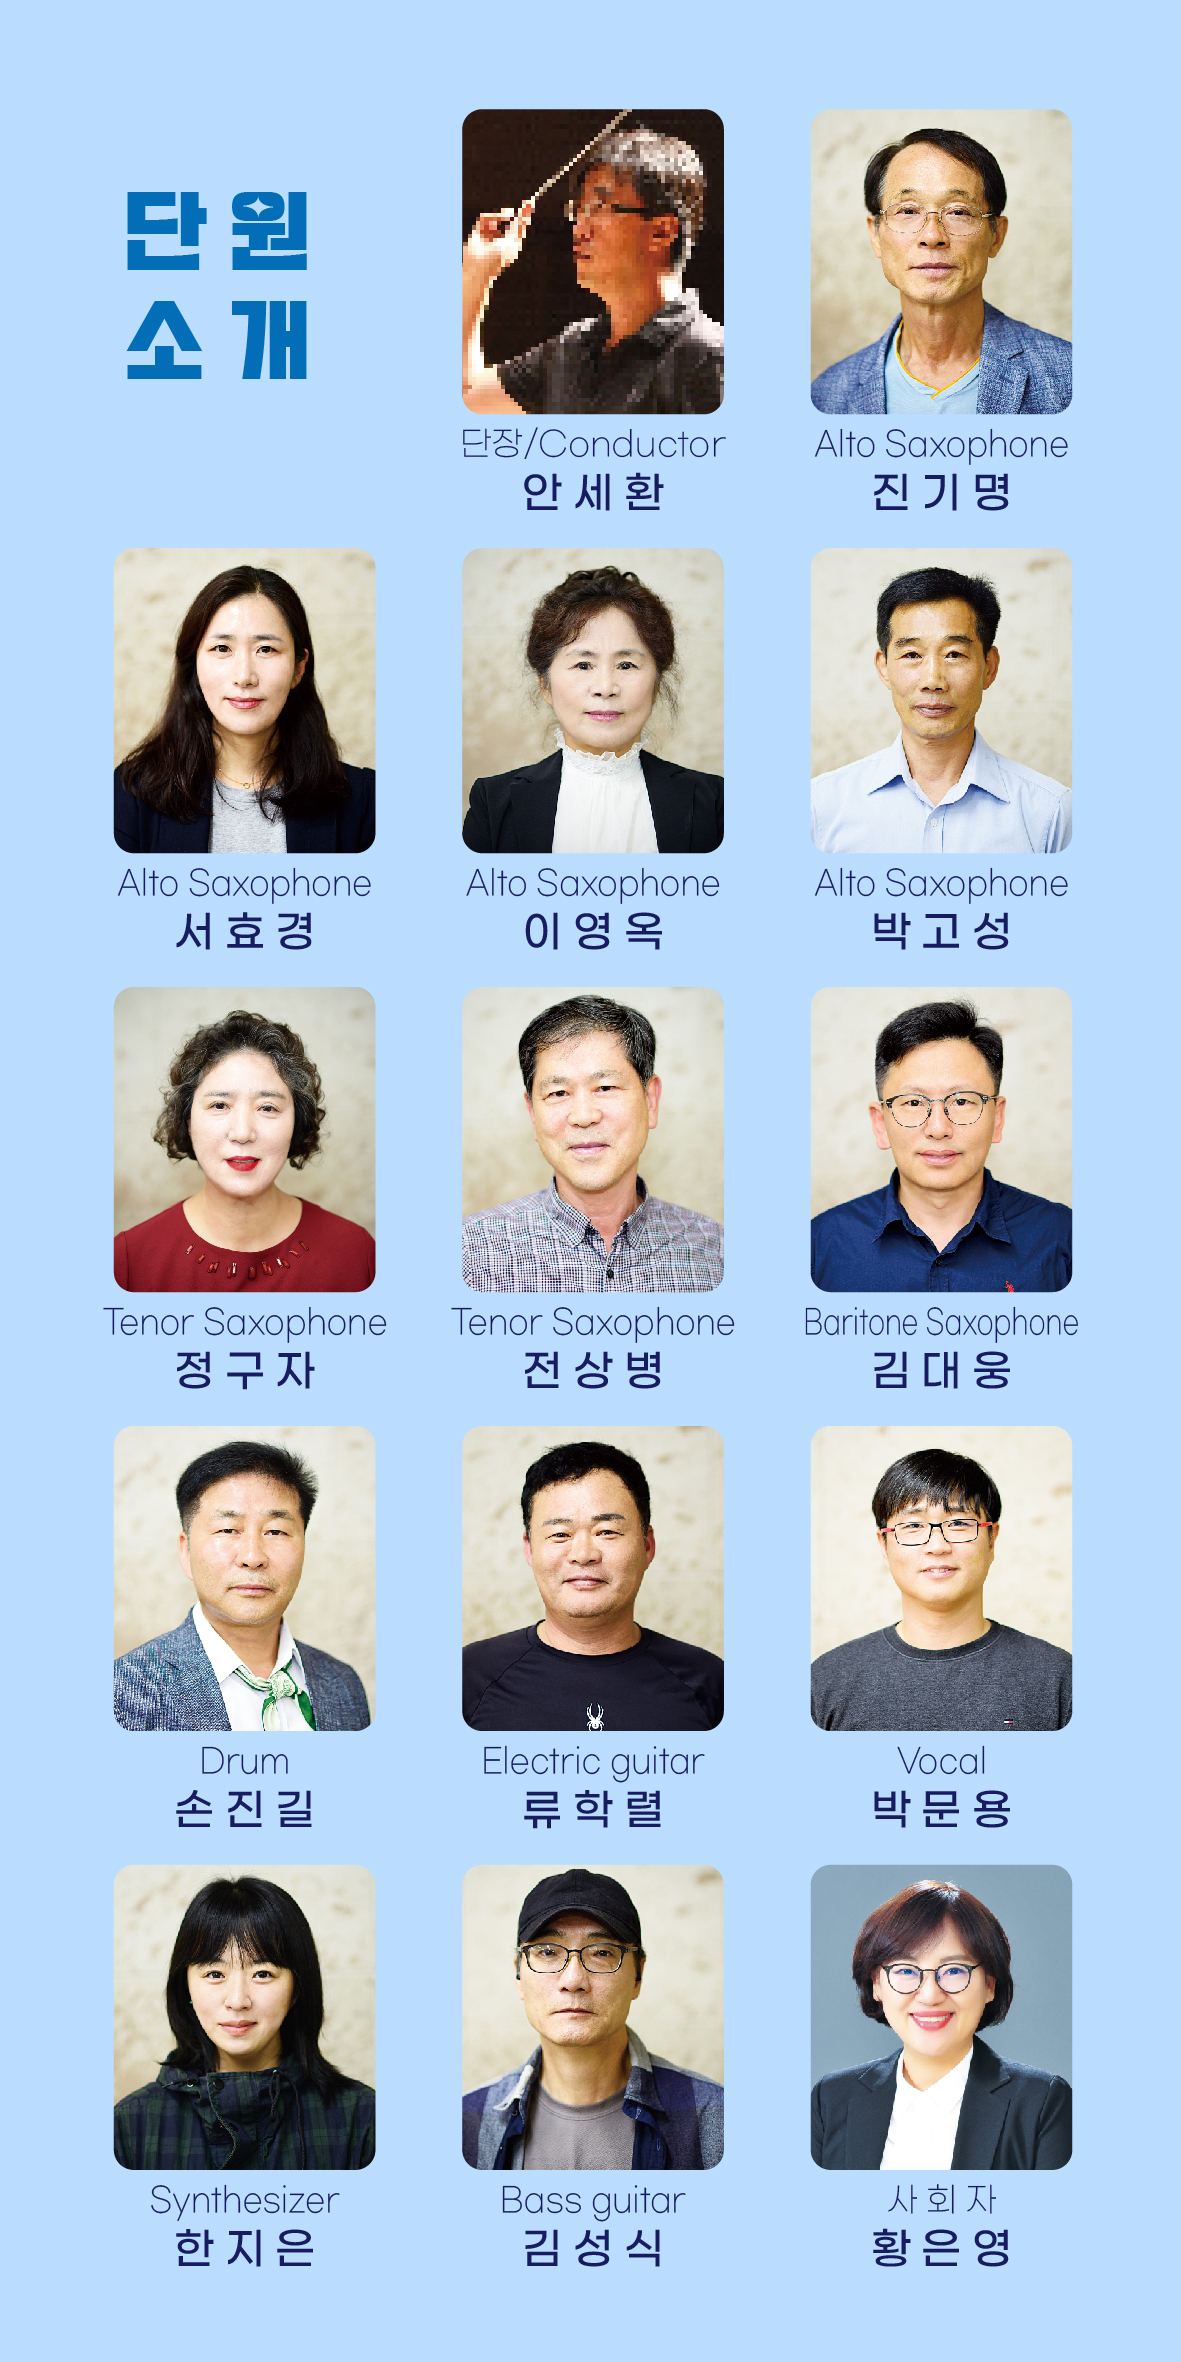 단원
소개
단장/Conductor
안세환
Alto Saxophone
진기명
Alto Saxophone
서효경
Alto Saxophone
이영옥
Alto Saxophone
박고성
Tenor Saxophone
정구자
Tenor Saxophone
전상병
Baritone Saxophone
김대웅
Drum
손진길
Electric guitar
류학렬
Vocal
박문용
Synthesizer
한지은
Bass guitar
김성식
사회자
황은영